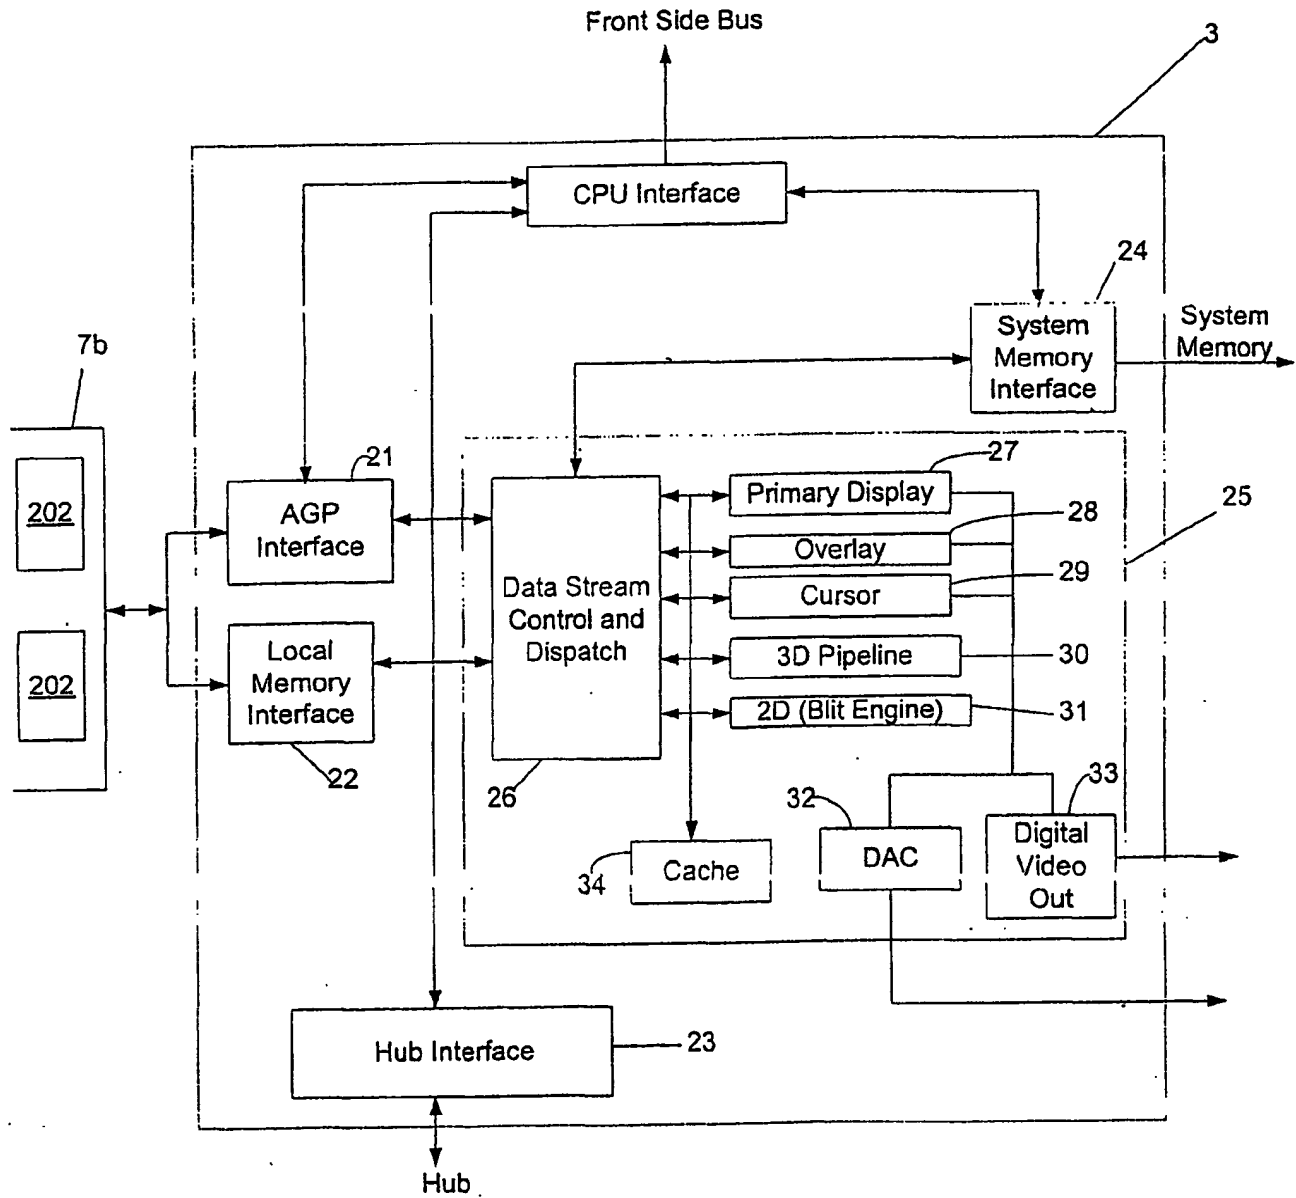 Front Side Bus
3
CPU Interface
24
System
Memory
Interface
System
Memory
7b
202
202
21
AGP
Interface
Local
Memory
Interface
22
Data Stream
Control and
Dispatch
26
27
Primary Display
28
Overlay
29
Cursor
3D Pipeline
30
2D (Blit Engine)
31
25
32
DAC
33
Digital
Video
Out
34
Cache
Hub Interface
23
Hub